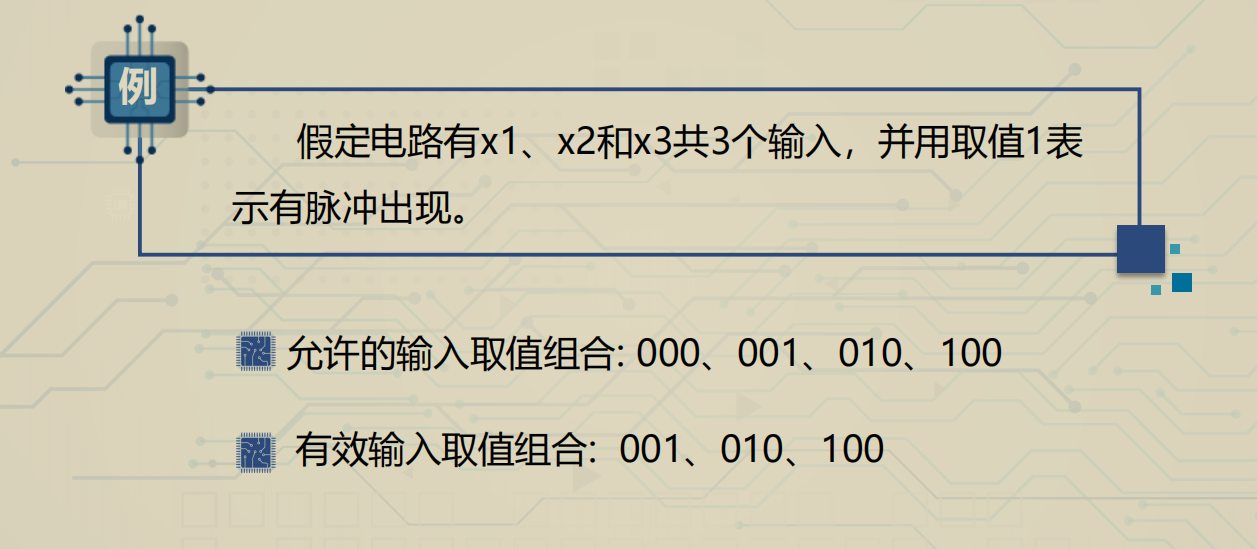 例
假定电路有x1、x2和x3共3个输入，并用取值1表
示有脉冲出现。
允许的输入取值组合: 000、001、010、100
有效输入取值组合: 001、010、100